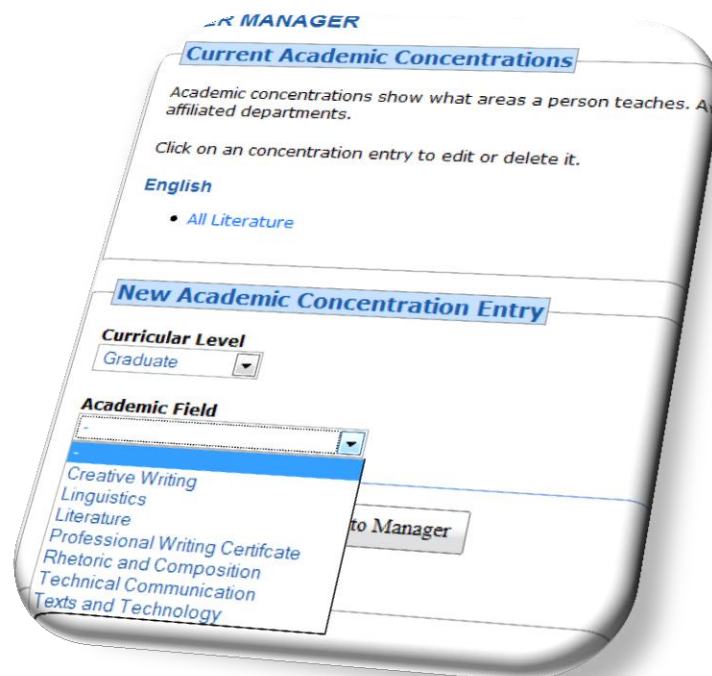 MANAGER
Current Academic Concentrations
Academic concentrations show what areas a person teaches.
affiliated departments.
Click on an concentration entry to edit or delete it.
English
• All Literature
New Academic Concentration Entry
Curricular Level
Graduate
Academic Field
-
-
Creative Writing
Linguistics
Literature
Professional Writing Certifcate
Rhetoric and Composition
Technical Communication
Texts and Technology
to Manager